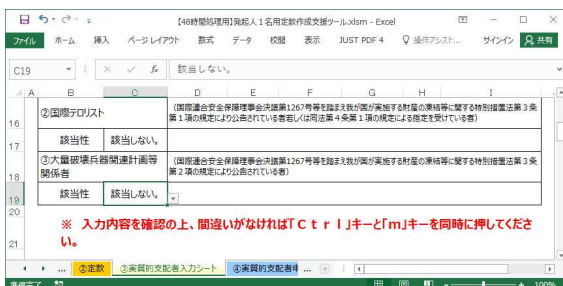 【48時間処理用】発起人１名用定款作成支援ツール.xlsm - Excel
ファイル ホーム 挿入 ページレイアウト 数式 データ 校閲 表示 JUST PDF 4 操作アシスト... サインイン 共有
C19 fx 該当しない。
A B C D E F G H I
16 ②国際テロリスト (国際連合安全保障理事会決議第1267号等を踏まえ我が国が実施する財産の凍結等に関する特別措置法第３条
第１項の規定により公告されている者若しくは同法第４条第１項の規定による指定を受けている者)
17 該当性 該当しない。
18 ③大量破壊兵器関連計画等
関係者 (国際連合安全保障理事会決議第1267号等を踏まえ我が国が実施する財産の凍結等に関する特別措置法第３条
第２項の規定により公告されている者)
19 該当性 該当しない。
20
21 ※ 入力内容を確認の上、間違いがなければ「Ｃｔｒｌ」キーと「m」キーを同時に押してくださ
い。
... ②定款 ③実質的支配者入力シート ④実質的支配者申 ...
準備完了 100%